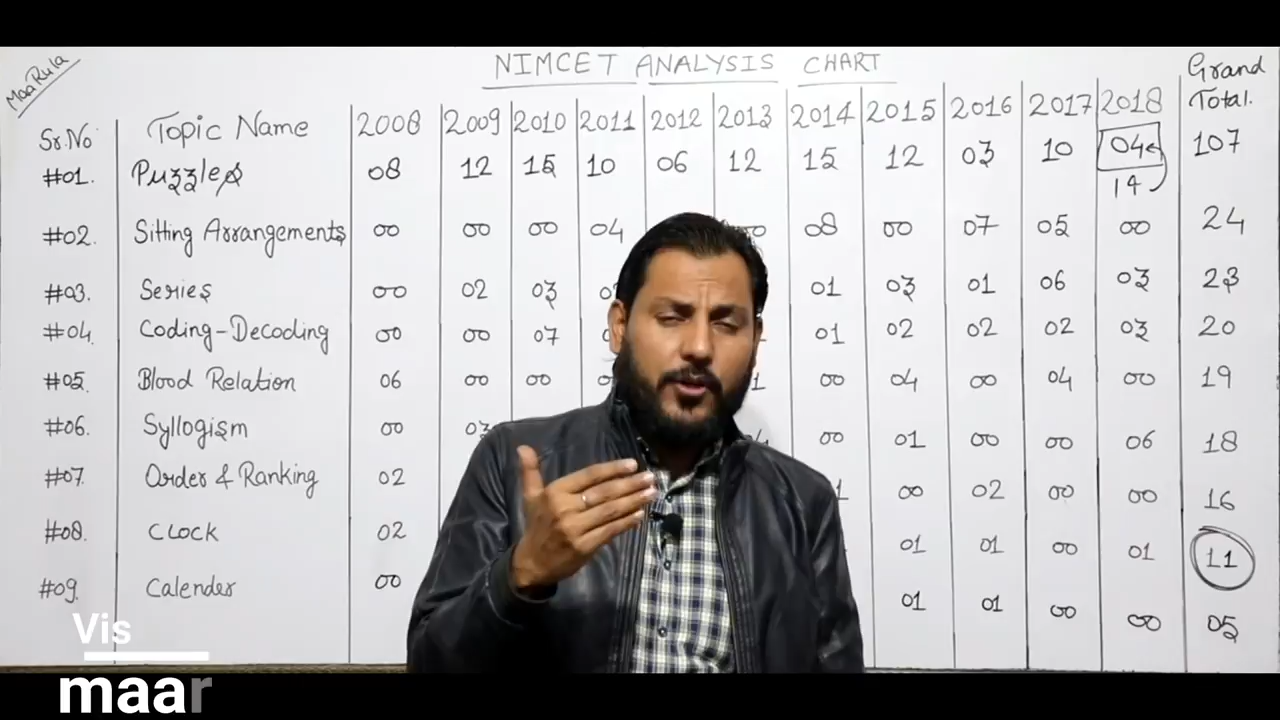 MaaRula
NIMCET ANALYSIS CHART
Sr.No Topic Name 2008 2009 2010 2011 2012 2013 2014 2015 2016 2017 2018 Grand Total.
#01. Puzzles 08 12 15 10 06 12 15 12 03 10 04 107
14
#02. Sitting Arrangements 00 00 00 04 00 08 00 07 05 00 24
#03. Series 00 02 03 01 03 01 06 03 23
#04. Coding-Decoding 00 00 07 01 02 02 02 03 20
#05. Blood Relation 06 00 00 00 04 00 04 00 19
#06. Syllogism 00 03 00 01 00 00 06 18
#07. Order & Ranking 02 00 02 00 00 16
#08. Clock 02 01 01 00 01 11
#09. Calender 00 01 01 00 00 05
Vis
maar